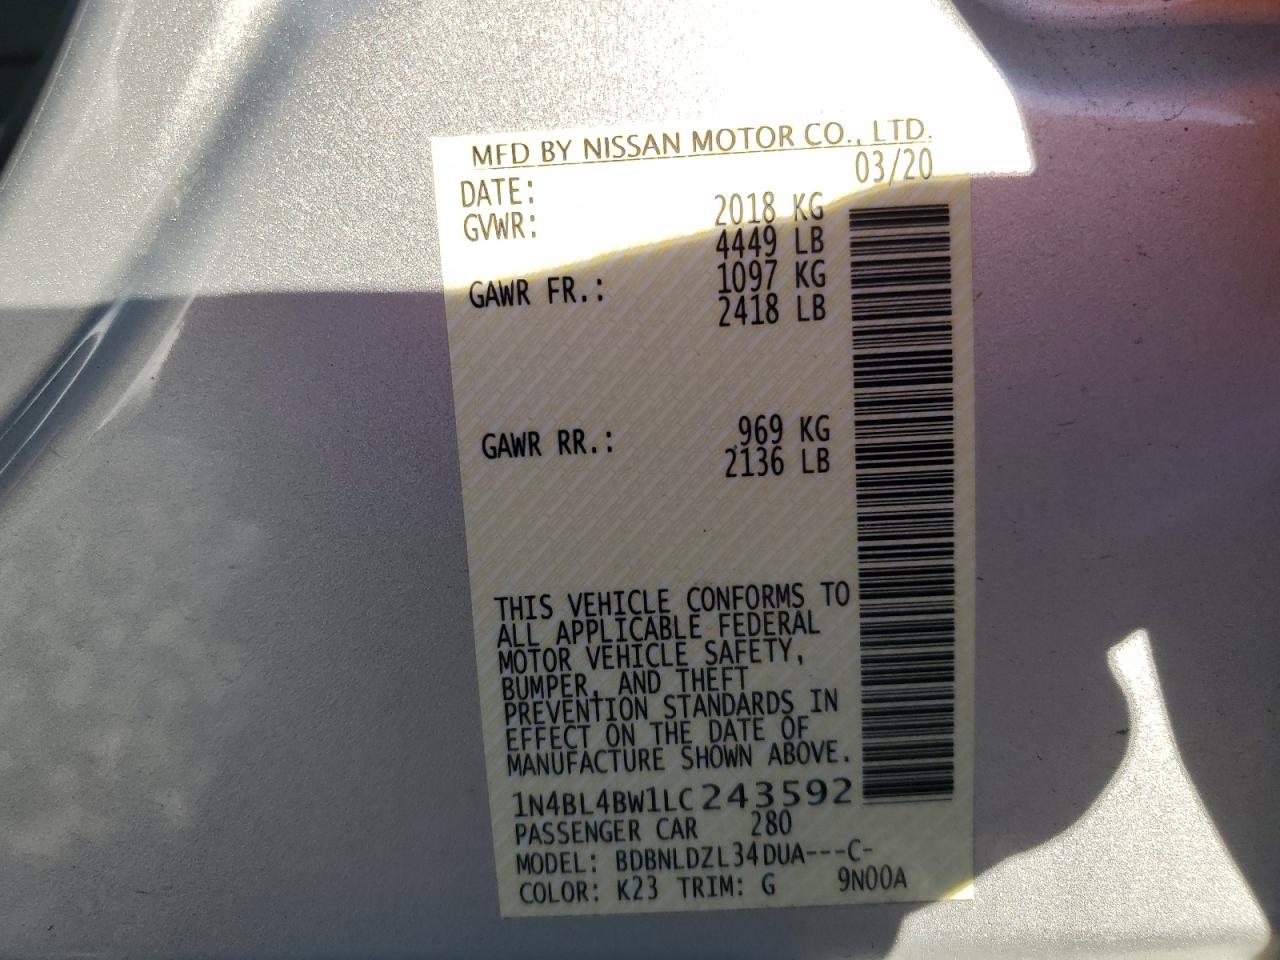 MFD BY NISSAN MOTOR CO., LTD.
DATE: 03/20
GVWR: 2018 KG
4449 LB
GAWR FR.: 1097 KG
2418 LB
GAWR RR.: 969 KG
2136 LB
THIS VEHICLE CONFORMS TO
ALL APPLICABLE FEDERAL
MOTOR VEHICLE SAFETY,
BUMPER, AND THEFT
PREVENTION STANDARDS IN
EFFECT ON THE DATE OF
MANUFACTURE SHOWN ABOVE.
1N4BL4BW1LC243592
PASSENGER CAR 280
MODEL: BDBNLDZL34DUA---C-
COLOR: K23 TRIM: G 9N00A